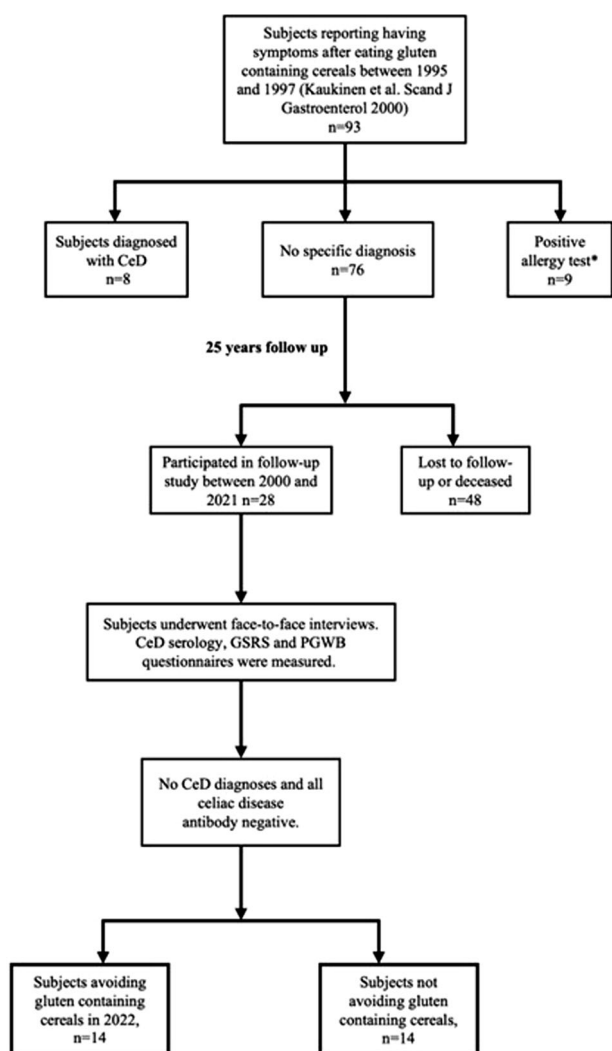 Subjects reporting having
symptoms after eating gluten
containing cereals between 1995
and 1997 (Kaukinen et al. Scand J
Gastroenterol 2000)
n=93
Subjects diagnosed
with CeD
n=8
No specific diagnosis
n=76
Positive
allergy test*
n=9
25 years follow up
Participated in follow-up
study between 2000 and
2021 n=28
Lost to follow-
up or deceased
n=48
Subjects underwent face-to-face interviews.
CeD serology, GSRS and PGWB
questionnaires were measured.
No CeD diagnoses and all
celiac disease
antibody negative.
Subjects avoiding
gluten containing
cereals in 2022,
n=14
Subjects not
avoiding gluten
containing cereals,
n=14